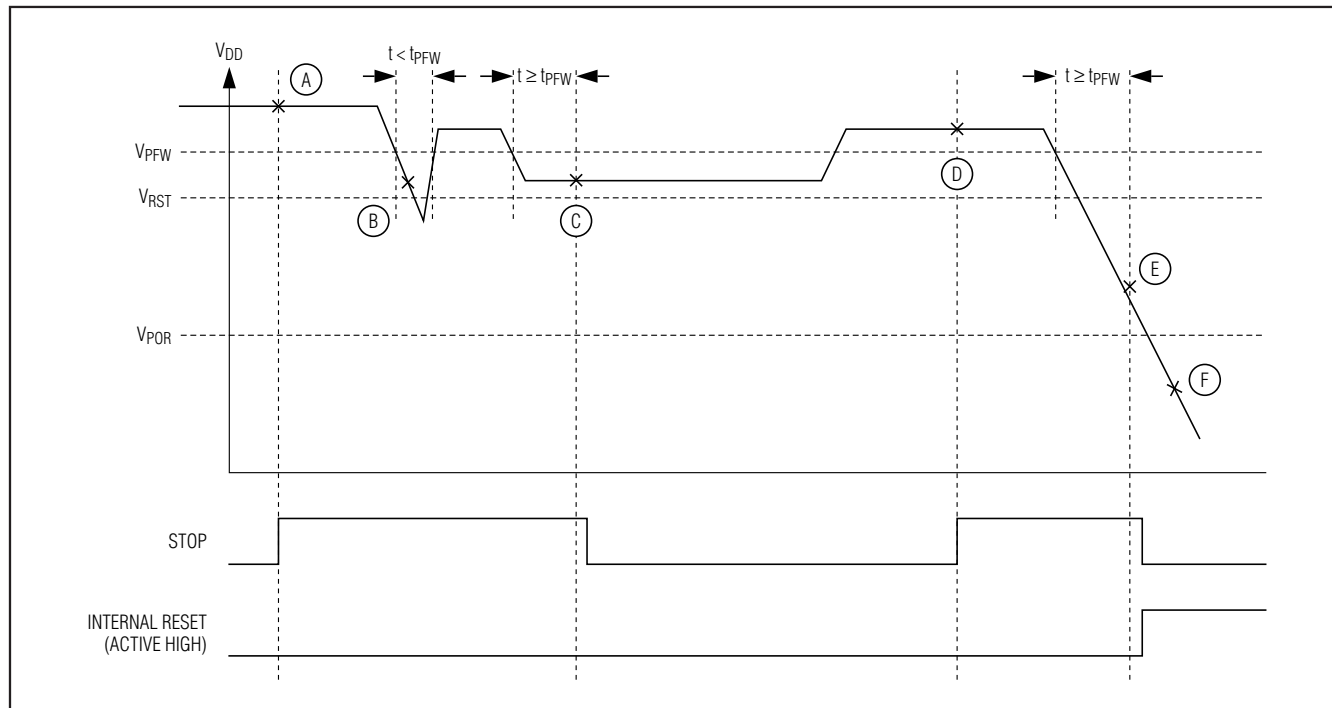 VDD
t < tPFW
t ≥ tPFW
t ≥ tPFW
A
VPFW
D
VRST
B
C
E
VPOR
F
STOP
INTERNAL RESET
(ACTIVE HIGH)